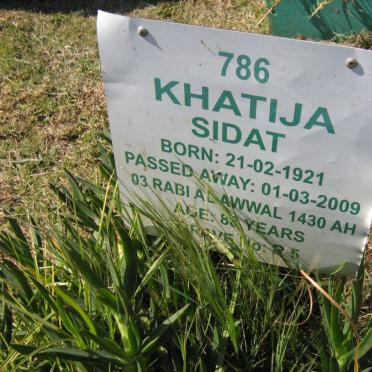 786
KHATIJA
SIDAT
BORN: 21-02-1921
PASSED AWAY: 01-03-2009
03 RABI AL AWWAL 1430 AH
AGE: 88 YEARS